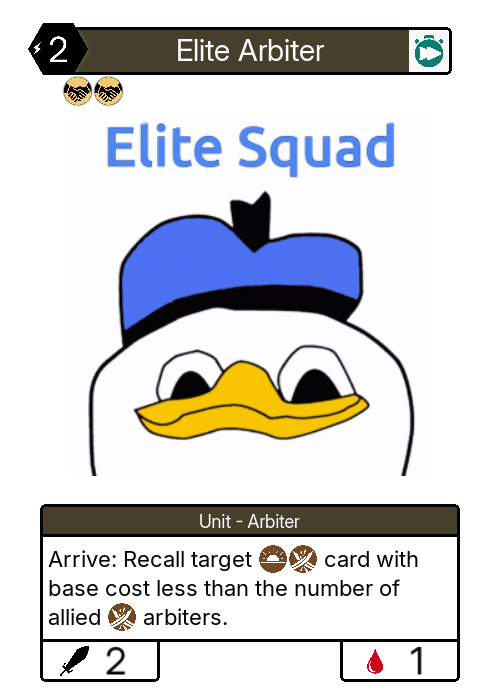 2
Elite Arbiter
Elite Squad
Unit - Arbiter
Arrive: Recall target card with
base cost less than the number of
allied arbiters.
2
1